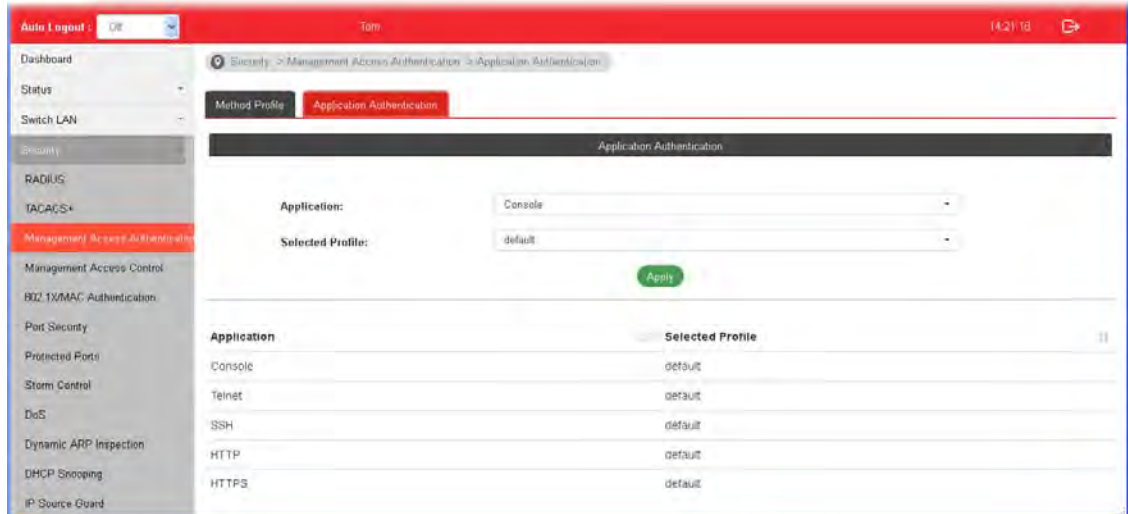 Auto Logout : Off Tom 14:21:18
Dashboard
Security > Management Access Authentication > Application Authentication
Status
Switch LAN
Method Profile Application Authentication
Security
Application Authentication
RADIUS
TACACS+
Application: Console
Management Access Authentication
Selected Profile: default
Management Access Control
Apply
802.1X/MAC Authentication
Port Security
Application Selected Profile
Protected Ports
Console default
Storm Control
Telnet default
DoS
SSH default
Dynamic ARP Inspection
HTTP default
DHCP Snooping
HTTPS default
IP Source Guard